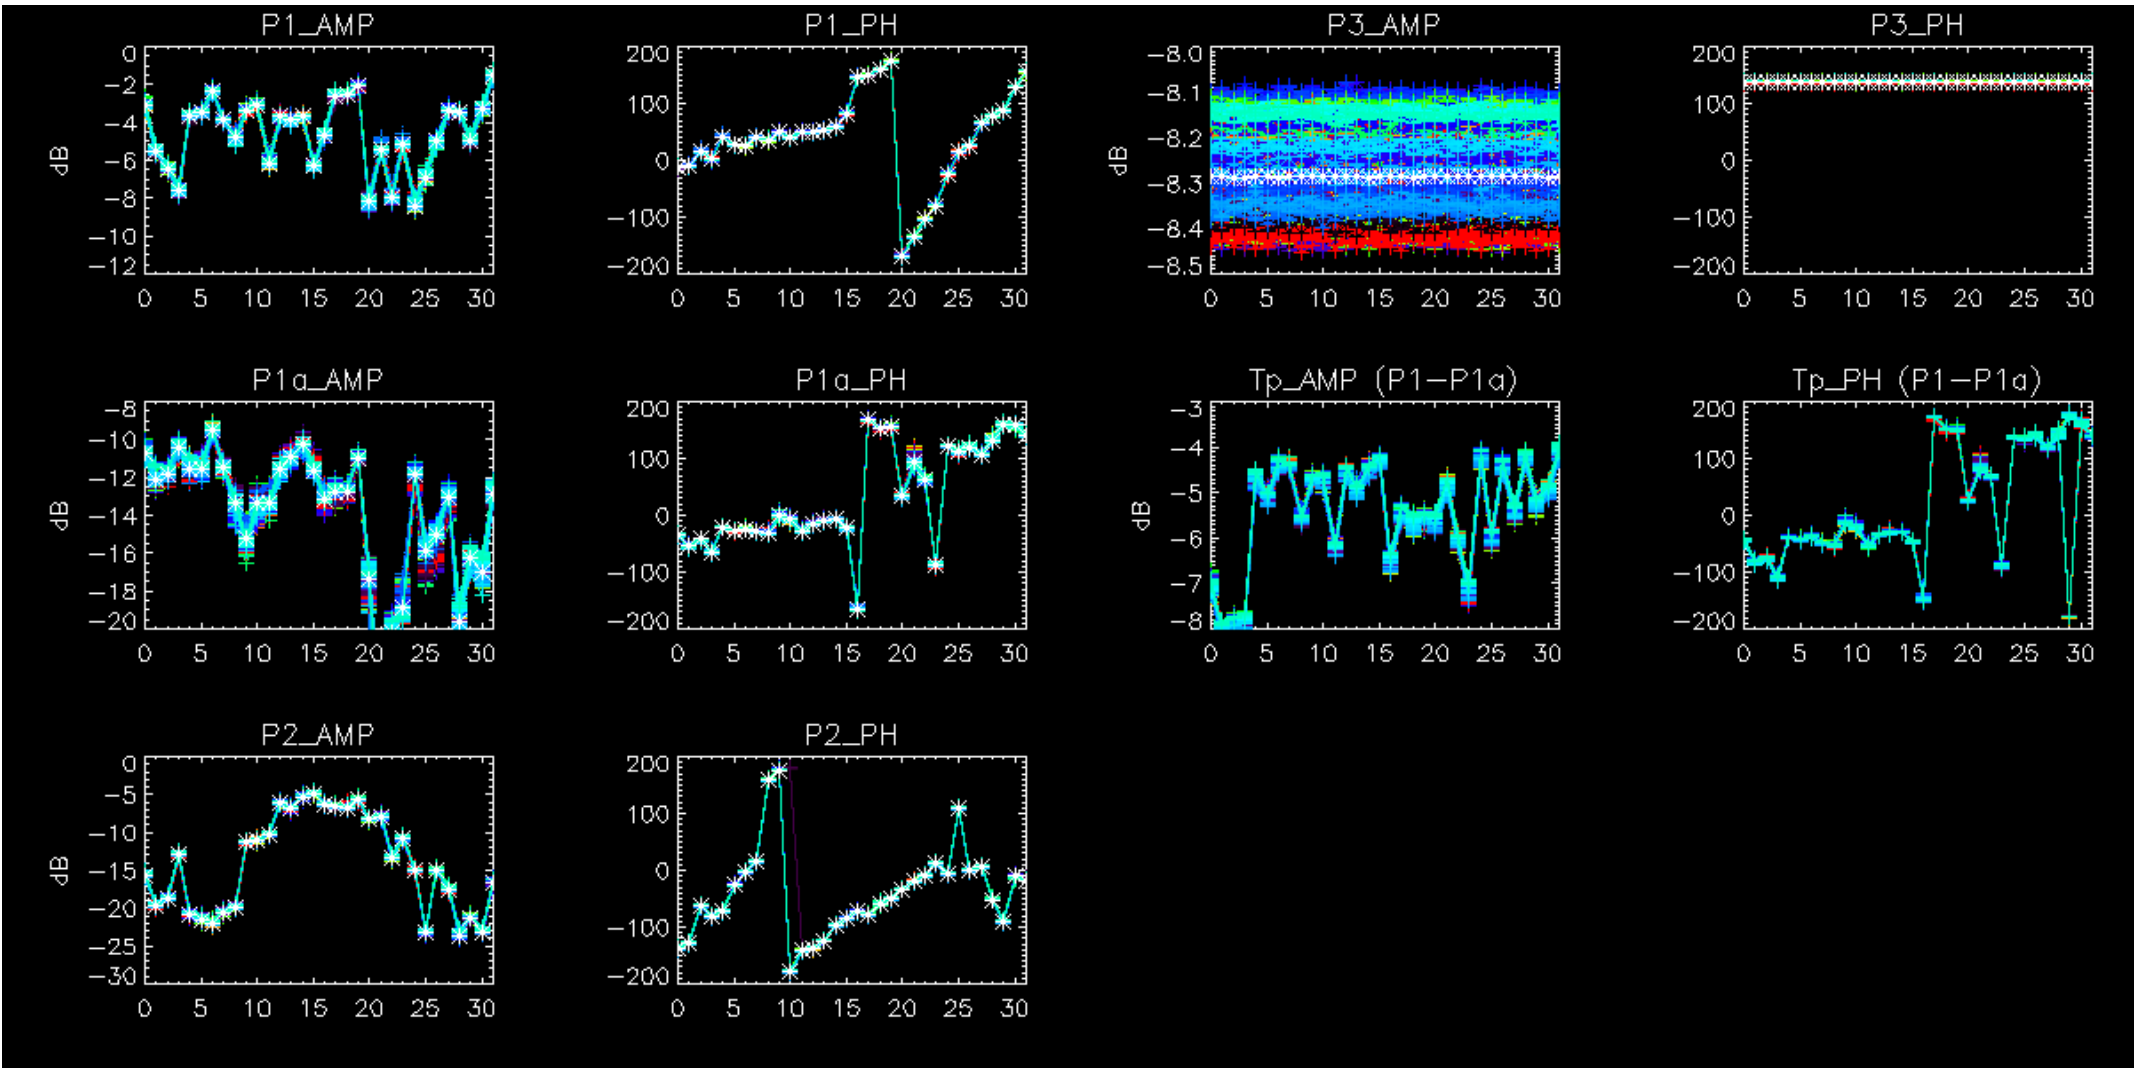 P1_AMP
P1_PH
P3_AMP
P3_PH
0
-2
-4
-6
-8
-10
-12
dB
0 5 10 15 20 25 30
200
100
0
-100
-200
0 5 10 15 20 25 30
-8.0
-8.1
-8.2
-8.3
-8.4
-8.5
dB
0 5 10 15 20 25 30
200
100
0
-100
-200
0 5 10 15 20 25 30
P1a_AMP
P1a_PH
Tp_AMP (P1-P1a)
Tp_PH (P1-P1a)
-8
-10
-12
-14
-16
-18
-20
dB
0 5 10 15 20 25 30
200
100
0
-100
-200
0 5 10 15 20 25 30
-3
-4
-5
-6
-7
-8
dB
0 5 10 15 20 25 30
200
100
0
-100
-200
0 5 10 15 20 25 30
P2_AMP
P2_PH
0
-5
-10
-15
-20
-25
-30
dB
0 5 10 15 20 25 30
200
100
0
-100
-200
0 5 10 15 20 25 30